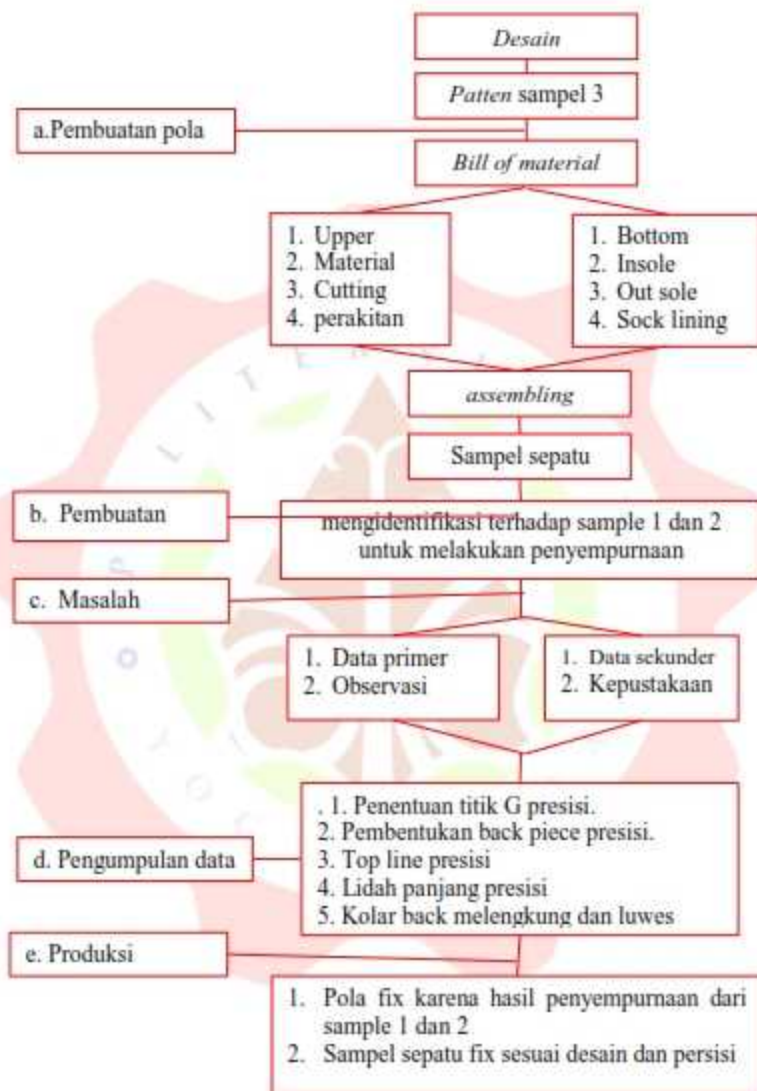 Desain
Patten sampel 3
a.Pembuatan pola
Bill of material
1. Upper
2. Material
3. Cutting
4. perakitan
1. Bottom
2. Insole
3. Out sole
4. Sock lining
assembling
Sampel sepatu
b. Pembuatan
mengidentifikasi terhadap sample 1 dan 2
untuk melakukan penyempurnaan
c. Masalah
1. Data primer
2. Observasi
1. Data sekunder
2. Kepustakaan
. 1. Penentuan titik G presisi.
2. Pembentukan back piece presisi.
3. Top line presisi
4. Lidah panjang presisi
5. Kolar back melengkung dan luwes
d. Pengumpulan data
e. Produksi
1. Pola fix karena hasil penyempurnaan dari
sample 1 dan 2
2. Sampel sepatu fix sesuai desain dan persisi